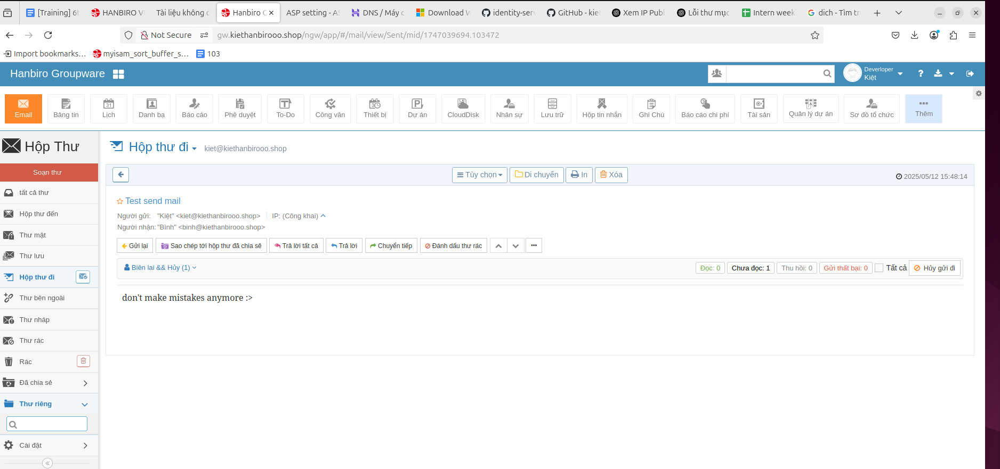 [Training] 6t
HANBIRO V
Tài liệu không c
Hanbiro G
ASP setting - AS
DNS / Máy c
Download W
identity-serv
GitHub - kiet
Xem IP Publ
Lỗi thư mục
Intern week
dich - Tìm tr
Not Secure
gw.kiethanbirooo.shop/ngw/app/#/mail/view/Sent/mid/1747039694.103472
Import bookmarks... myisam_sort_buffer_s... 103
Hanbiro Groupware
Deverloper
Kiệt
?
Email
Bảng tin
31
Lịch
Danh bạ
Báo cáo
Phê duyệt
To-Do
Công văn
Thiết bị
Dự án
CloudDisk
Nhân sự
Lưu trữ
Hộp tin nhắn
Ghi Chú
Báo cáo chi phí
Tài sản
Quản lý dự án
Sơ đồ tổ chức
Thêm
Hộp Thư
Soạn thư
tất cả thư
Hộp thư đến
Thư mật
Thư lưu
Hộp thư đi
Thư bên ngoài
Thư nháp
Thư rác
Rác
Đã chia sẻ
Thư riêng
Cài đặt
Hộp thư đi kiet@kiethanbirooo.shop
Tùy chọn Di chuyển In Xóa
2025/05/12 15:48:14
Test send mail
Người gửi: "Kiệt" <kiet@kiethanbirooo.shop> IP: (Công khai)
Người nhận: "Bình" <binh@kiethanbirooo.shop>
Gửi lại Sao chép tới hộp thư đã chia sẻ Trả lời tất cả Trả lời Chuyển tiếp Đánh dấu thư rác
Biên lai && Hủy (1)
Đọc: 0 Chưa đọc: 1 Thu hồi: 0 Gửi thất bại: 0 Tất cả Hủy gửi đi
don't make mistakes anymore :>